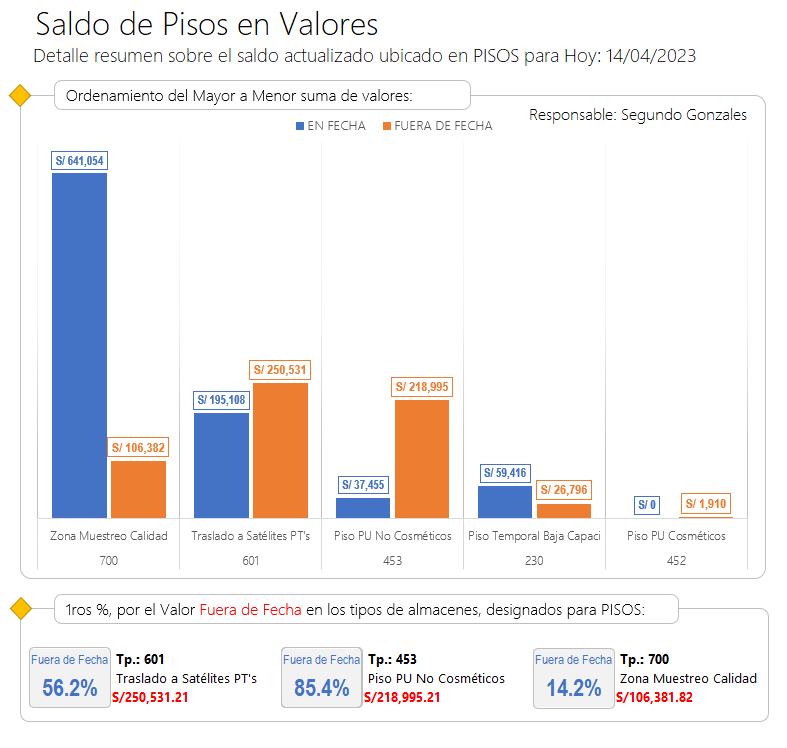 Saldo de Pisos en Valores
Detalle resumen sobre el saldo actualizado ubicado en PISOS para Hoy: 14/04/2023
Ordenamiento del Mayor a Menor suma de valores:
Responsable: Segundo Gonzales
EN FECHA FUERA DE FECHA
S/ 641,054
S/ 106,382
S/ 195,108
S/ 250,531
S/ 37,455
S/ 218,995
S/ 59,416
S/ 26,796
S/ 0
S/ 1,910
Zona Muestreo Calidad Traslado a Satélites PT's Piso PU No Cosméticos Piso Temporal Baja Capaci Piso PU Cosméticos
700 601 453 230 452
1ros %, por el Valor Fuera de Fecha en los tipos de almacenes, designados para PISOS:
Fuera de Fecha
56.2%
Tp.: 601
Traslado a Satélites PT's
S/250,531.21
Fuera de Fecha
85.4%
Tp.: 453
Piso PU No Cosméticos
S/218,995.21
Fuera de Fecha
14.2%
Tp.: 700
Zona Muestreo Calidad
S/106,381.82